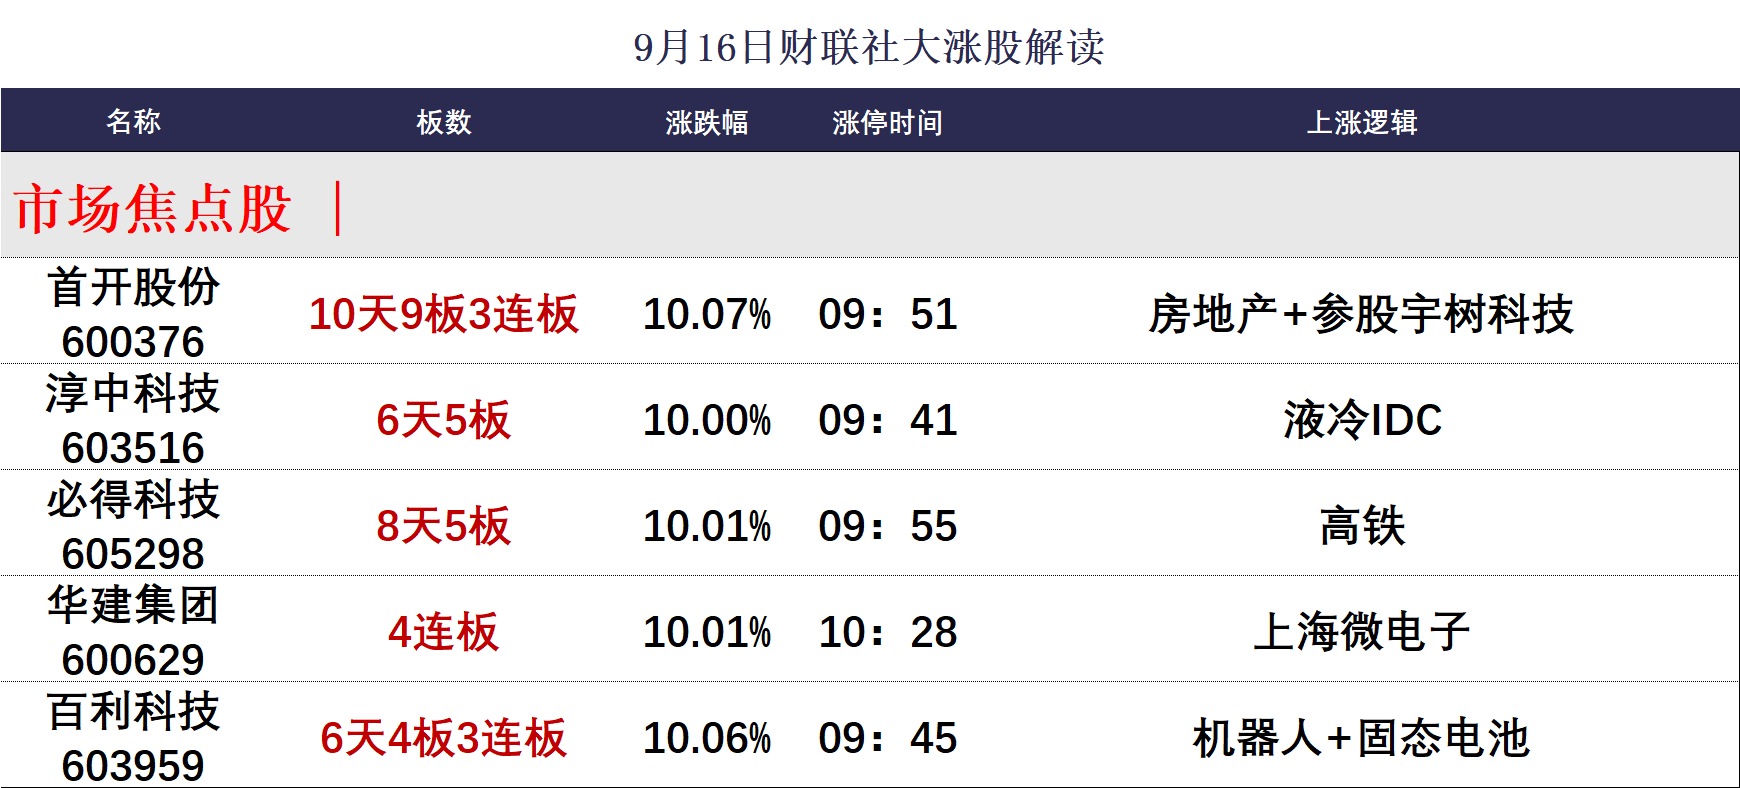 9月16日财联社大涨股解读
名称 板数 涨跌幅 涨停时间 上涨逻辑
市场焦点股 |
首开股份
600376 10天9板3连板 10.07% 09：51 房地产+参股宇树科技
淳中科技
603516 6天5板 10.00% 09：41 液冷IDC
必得科技
605298 8天5板 10.01% 09：55 高铁
华建集团
600629 4连板 10.01% 10：28 上海微电子
百利科技
603959 6天4板3连板 10.06% 09：45 机器人+固态电池